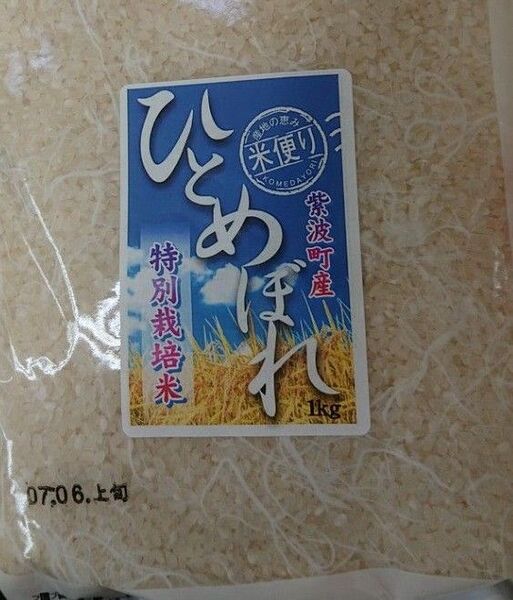 ひとめぼれ
産地の恵み
米便り
KOMEDAYORI
紫波町産
特別栽培米
1kg
07.06.上旬